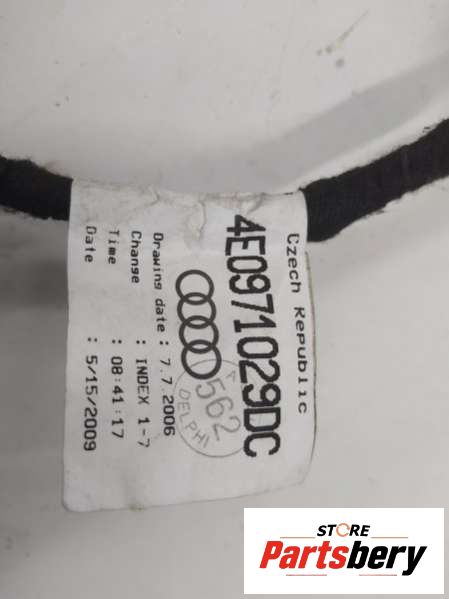 Czech Republic
4E0971029DC
562
DELPHI
Drawing date : 7.7.2006
Change : INDEX 1-7
Time : 08:41:17
Date : 5/15/2009
STORE
Partsbery